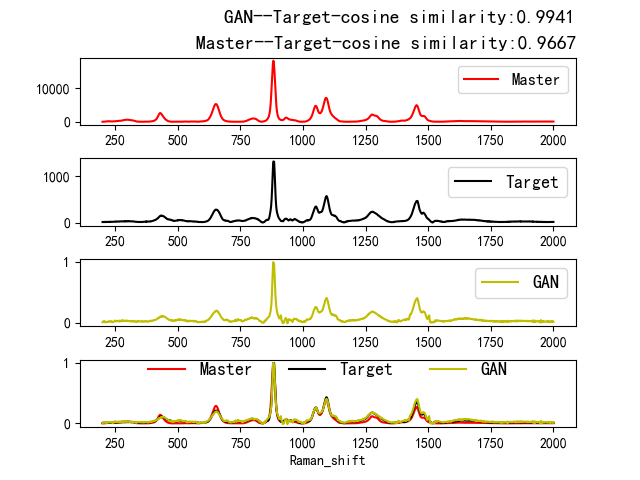 GAN--Target-cosine similarity:0.9941
Master--Target-cosine similarity:0.9667
10000
0
Master
250 500 750 1000 1250 1500 1750 2000
1000
0
Target
250 500 750 1000 1250 1500 1750 2000
1
0
GAN
250 500 750 1000 1250 1500 1750 2000
1
0
Master Target GAN
250 500 750 1000 1250 1500 1750 2000
Raman_shift